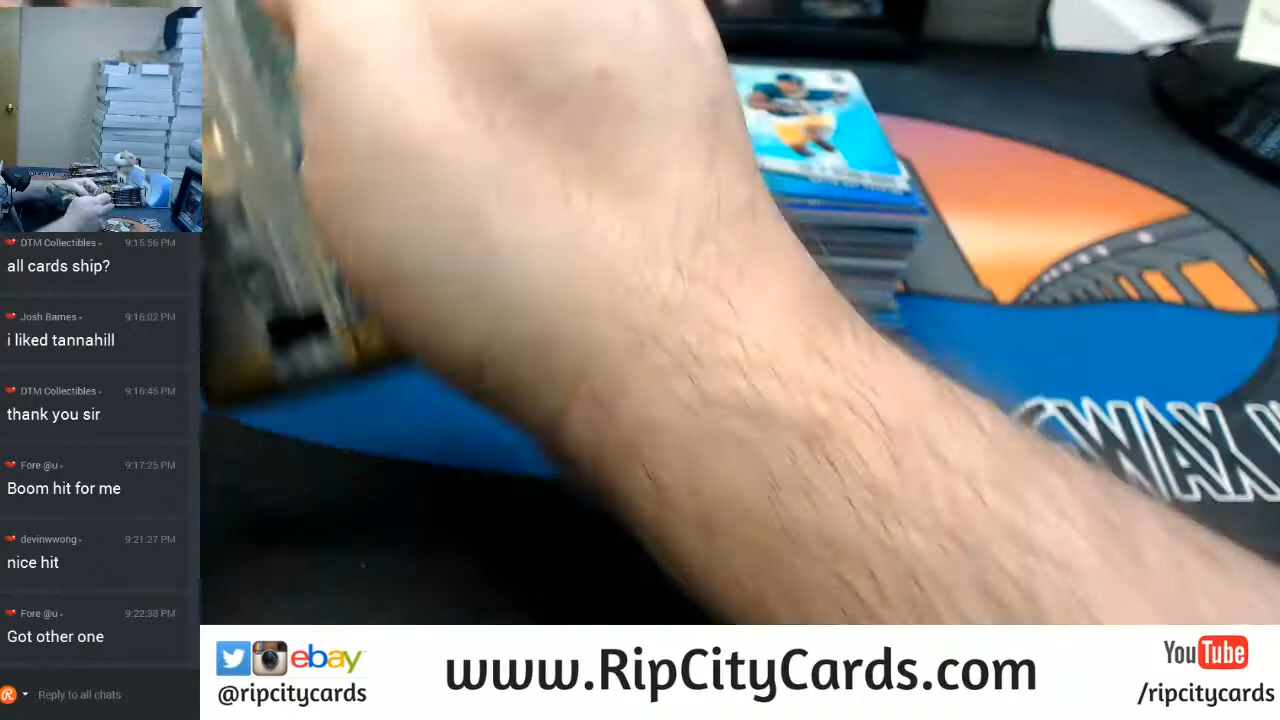 DTM Collectibles 9:15:56 PM
all cards ship?
Josh Barnes 9:16:02 PM
i liked tannahill
DTM Collectibles 9:16:45 PM
thank you sir
Fore @u 9:17:25 PM
Boom hit for me
devinwwong 9:21:27 PM
nice hit
Fore @u 9:22:38 PM
Got other one
Reply to all chats
WAX
ebay
@ripcitycards
www.RipCityCards.com
YouTube
/ripcitycards